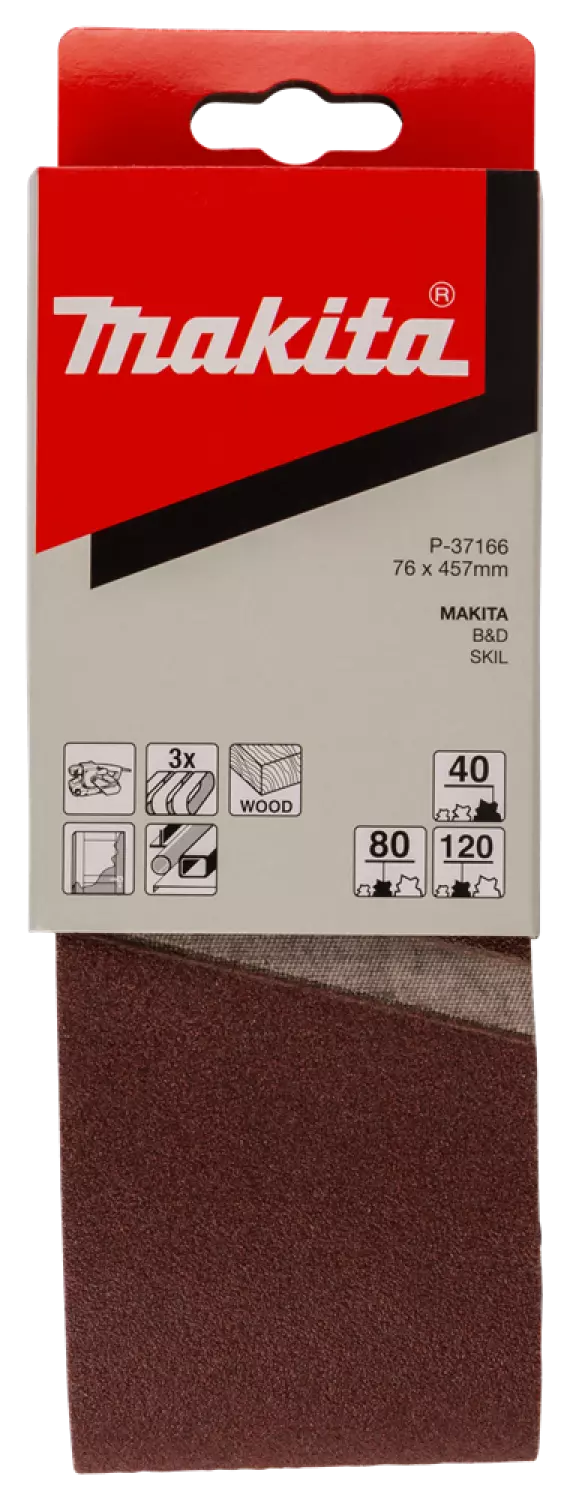 makita®
P-37166
76 x 457mm
MAKITA
B&D
SKIL
3x
WOOD
40
80
120